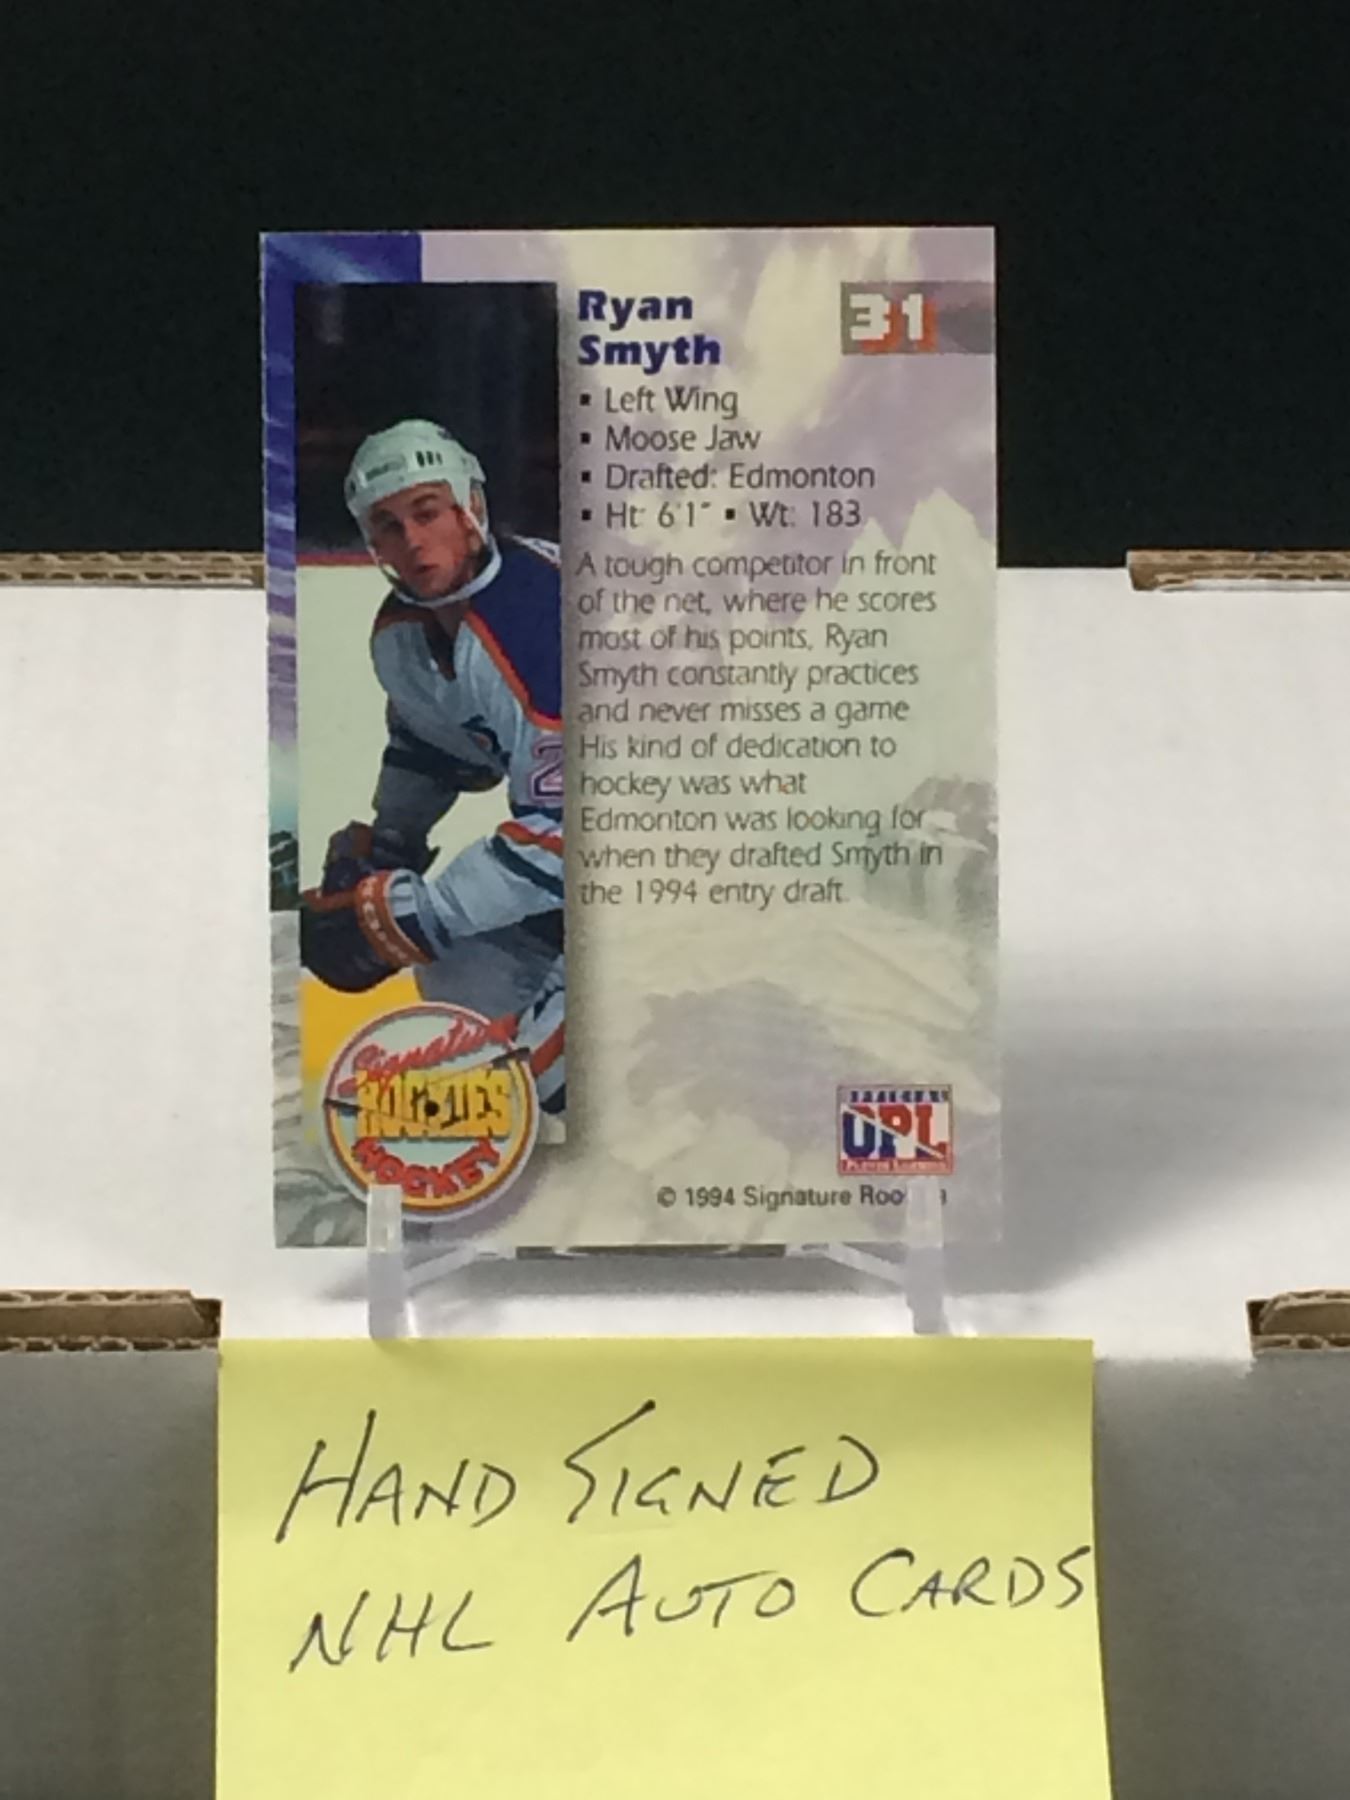 Ryan
Smyth
31
▪ Left Wing
▪ Moose Jaw
▪ Drafted: Edmonton
▪ Ht: 6'1" ▪ Wt: 183
A tough competitor in front
of the net, where he scores
most of his points, Ryan
Smyth constantly practices
and never misses a game
His kind of dedication to
hockey was what
Edmonton was looking for
when they drafted Smyth in
the 1994 entry draft.
2
Signature
ROOKIES
HOCKEY
OPL
© 1994 Signature
HAND SIGNED
NHL AUTO CARDS